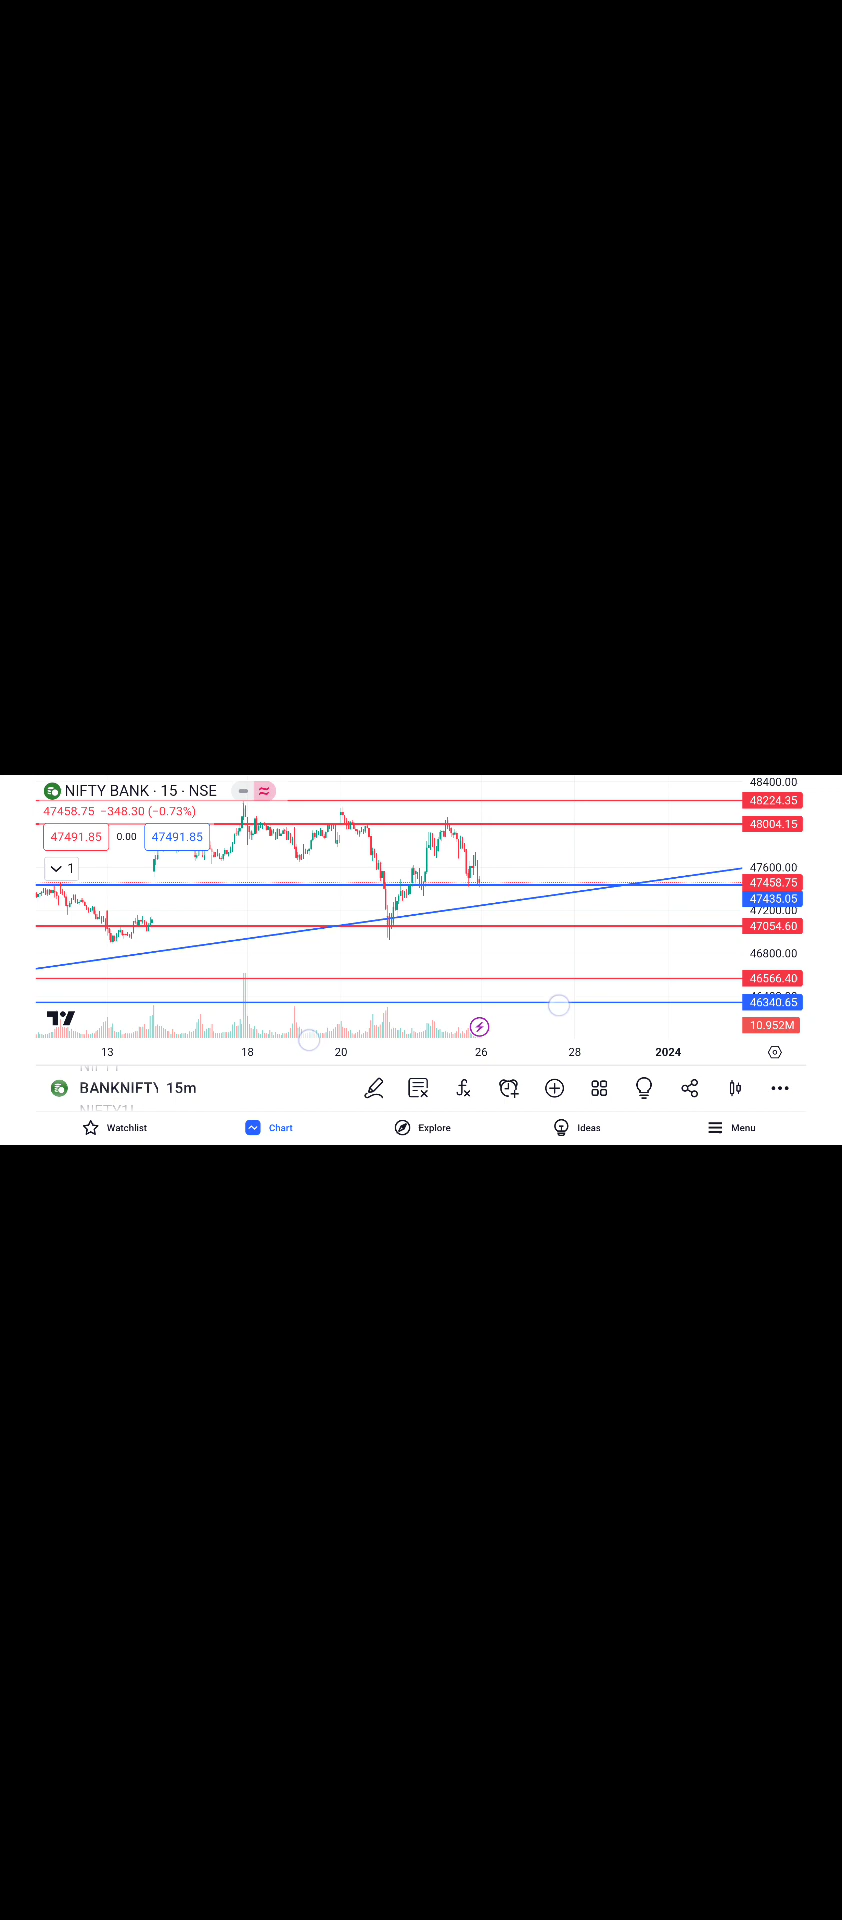 NIFTY BANK · 15 · NSE
47458.75 −348.30 (−0.73%)
47491.85 0.00 47491.85
1
48400.00
48224.35
48004.15
47600.00
47458.75
47435.05
47200.00
47054.60
46800.00
46566.40
46340.65
10.952M
13 18 20 26 28 2024
BANKNIFTY 15m
Watchlist Chart Explore Ideas Menu